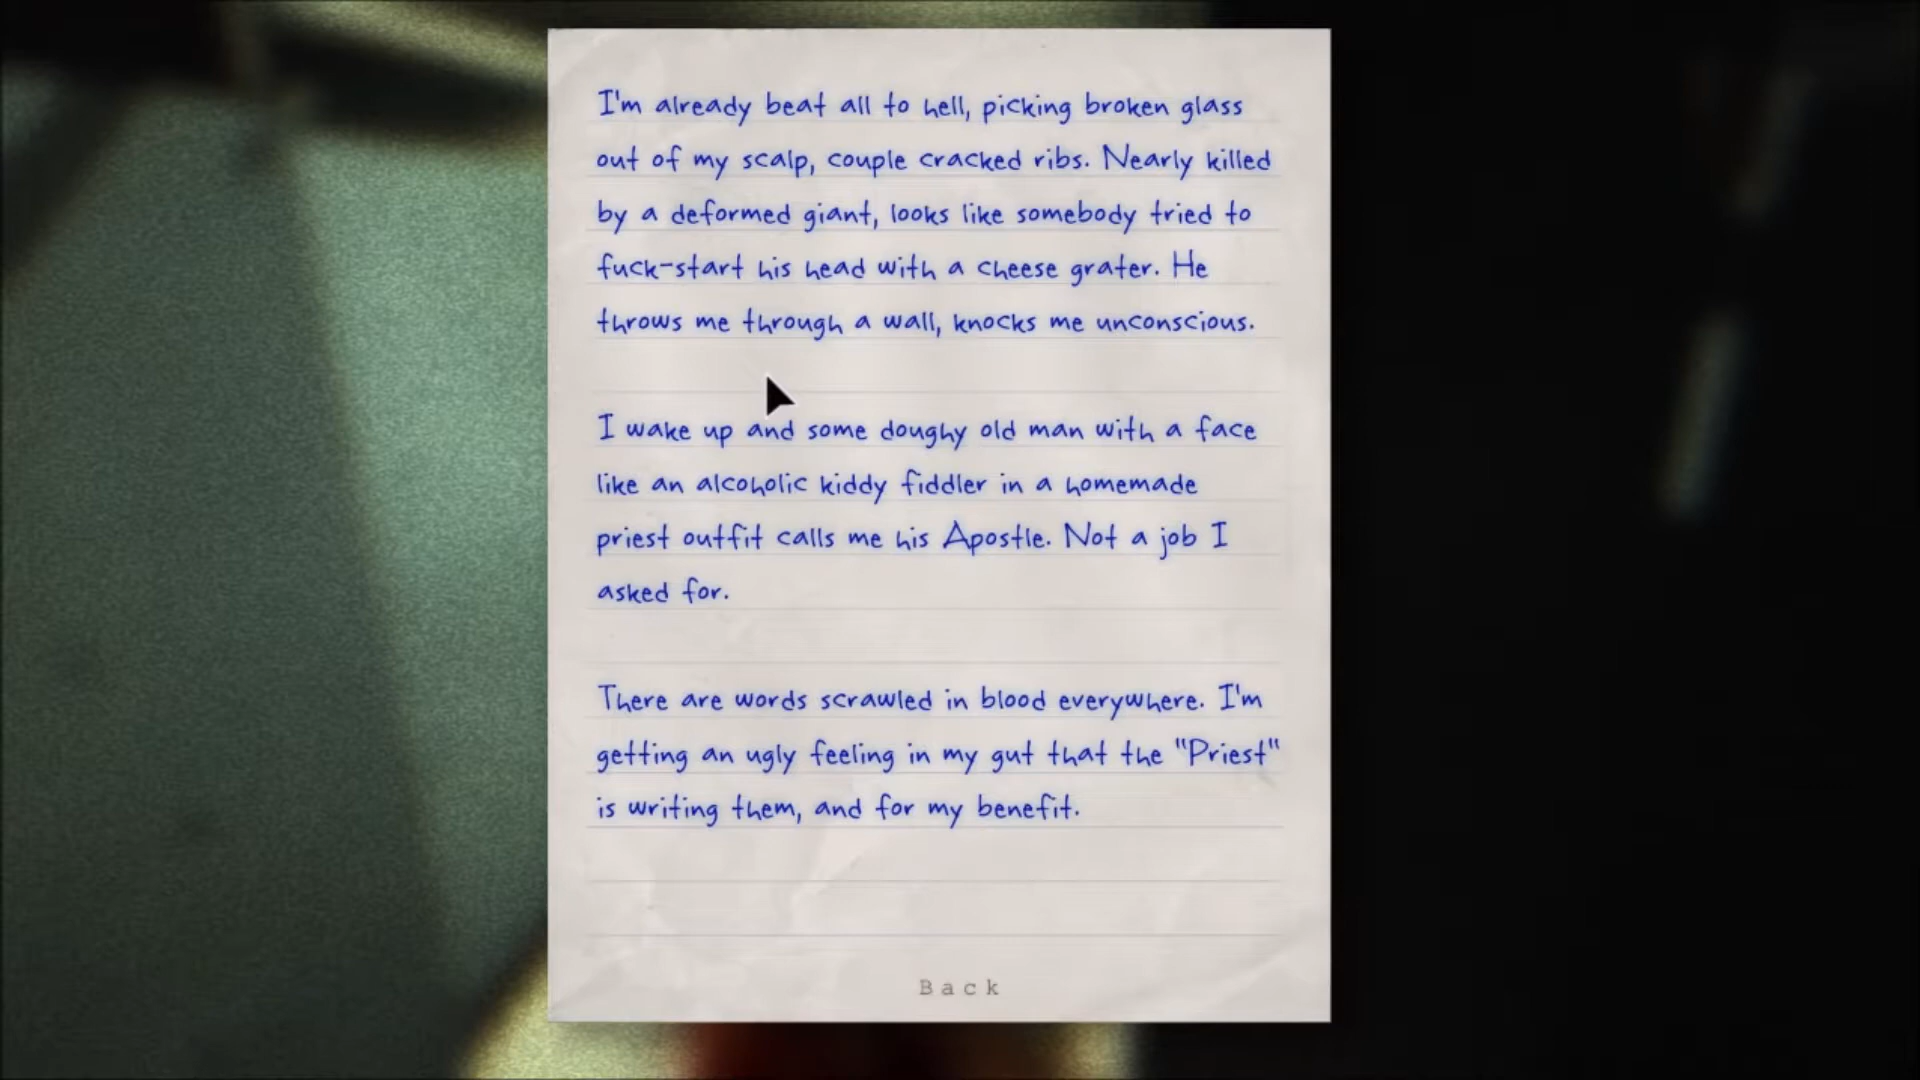 I'm already beat all to hell, picking broken glass
out of my scalp, couple cracked ribs. Nearly killed
by a deformed giant, looks like somebody tried to
fuck-start his head with a cheese grater. He
throws me through a wall, knocks me unconscious.
I wake up and some doughy old man with a face
like an alcoholic kiddy fiddler in a homemade
priest outfit calls me his Apostle. Not a job I
asked for.
There are words scrawled in blood everywhere. I'm
getting an ugly feeling in my gut that the "Priest"
is writing them, and for my benefit.
Back